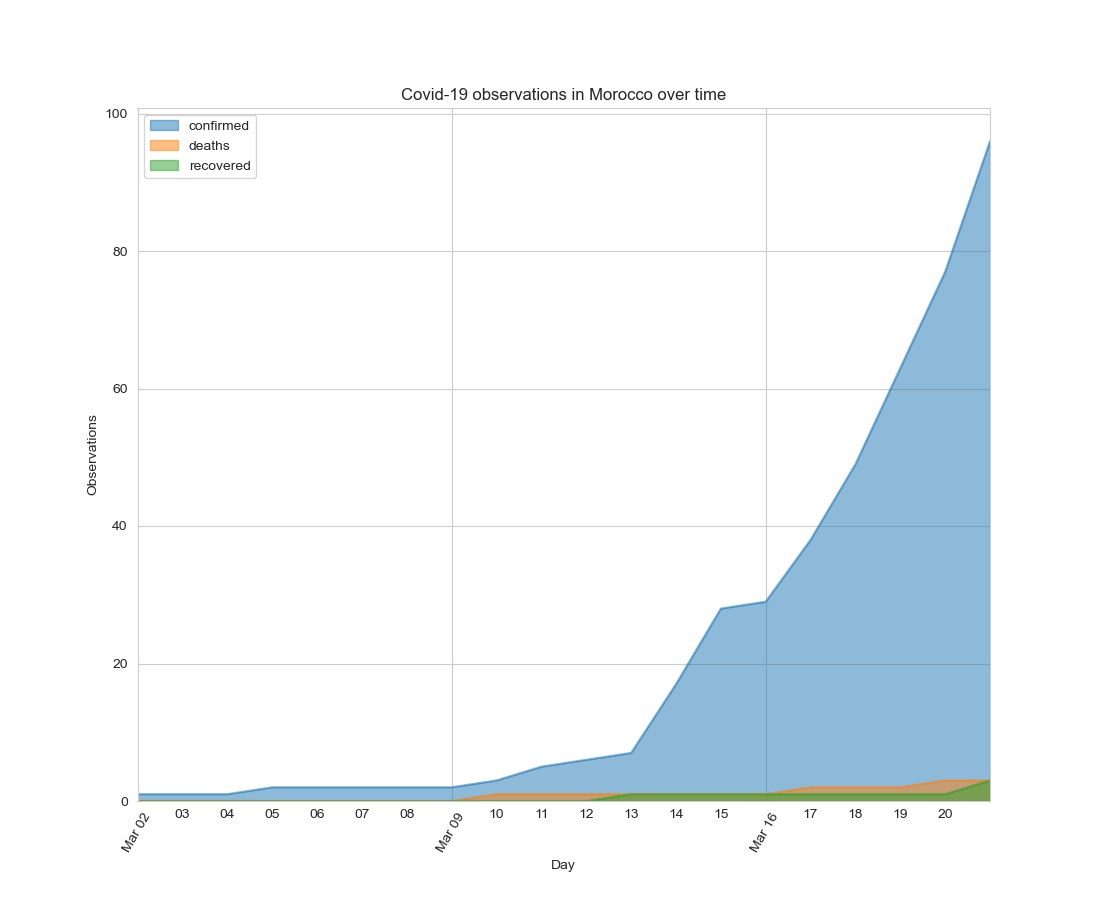 Covid-19 observations in Morocco over time
100
80
60
40
20
0
Observations
confirmed
deaths
recovered
Mar 02 03 04 05 06 07 08 Mar 09 10 11 12 13 14 15 Mar 16 17 18 19 20
Day